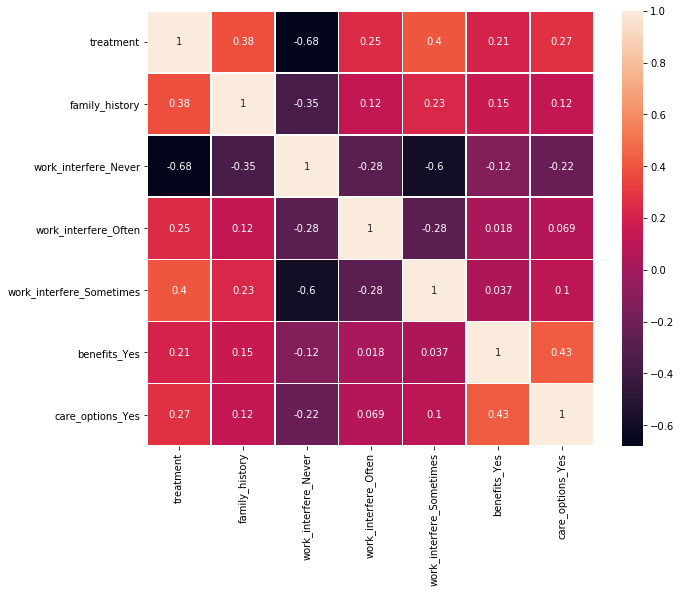 treatment 1 0.38 -0.68 0.25 0.4 0.21 0.27
family_history 0.38 1 -0.35 0.12 0.23 0.15 0.12
work_interfere_Never -0.68 -0.35 1 -0.28 -0.6 -0.12 -0.22
work_interfere_Often 0.25 0.12 -0.28 1 -0.28 0.018 0.069
work_interfere_Sometimes 0.4 0.23 -0.6 -0.28 1 0.037 0.1
benefits_Yes 0.21 0.15 -0.12 0.018 0.037 1 0.43
care_options_Yes 0.27 0.12 -0.22 0.069 0.1 0.43 1
treatment
family_history
work_interfere_Never
work_interfere_Often
work_interfere_Sometimes
benefits_Yes
care_options_Yes
1.0
0.8
0.6
0.4
0.2
0.0
−0.2
−0.4
−0.6